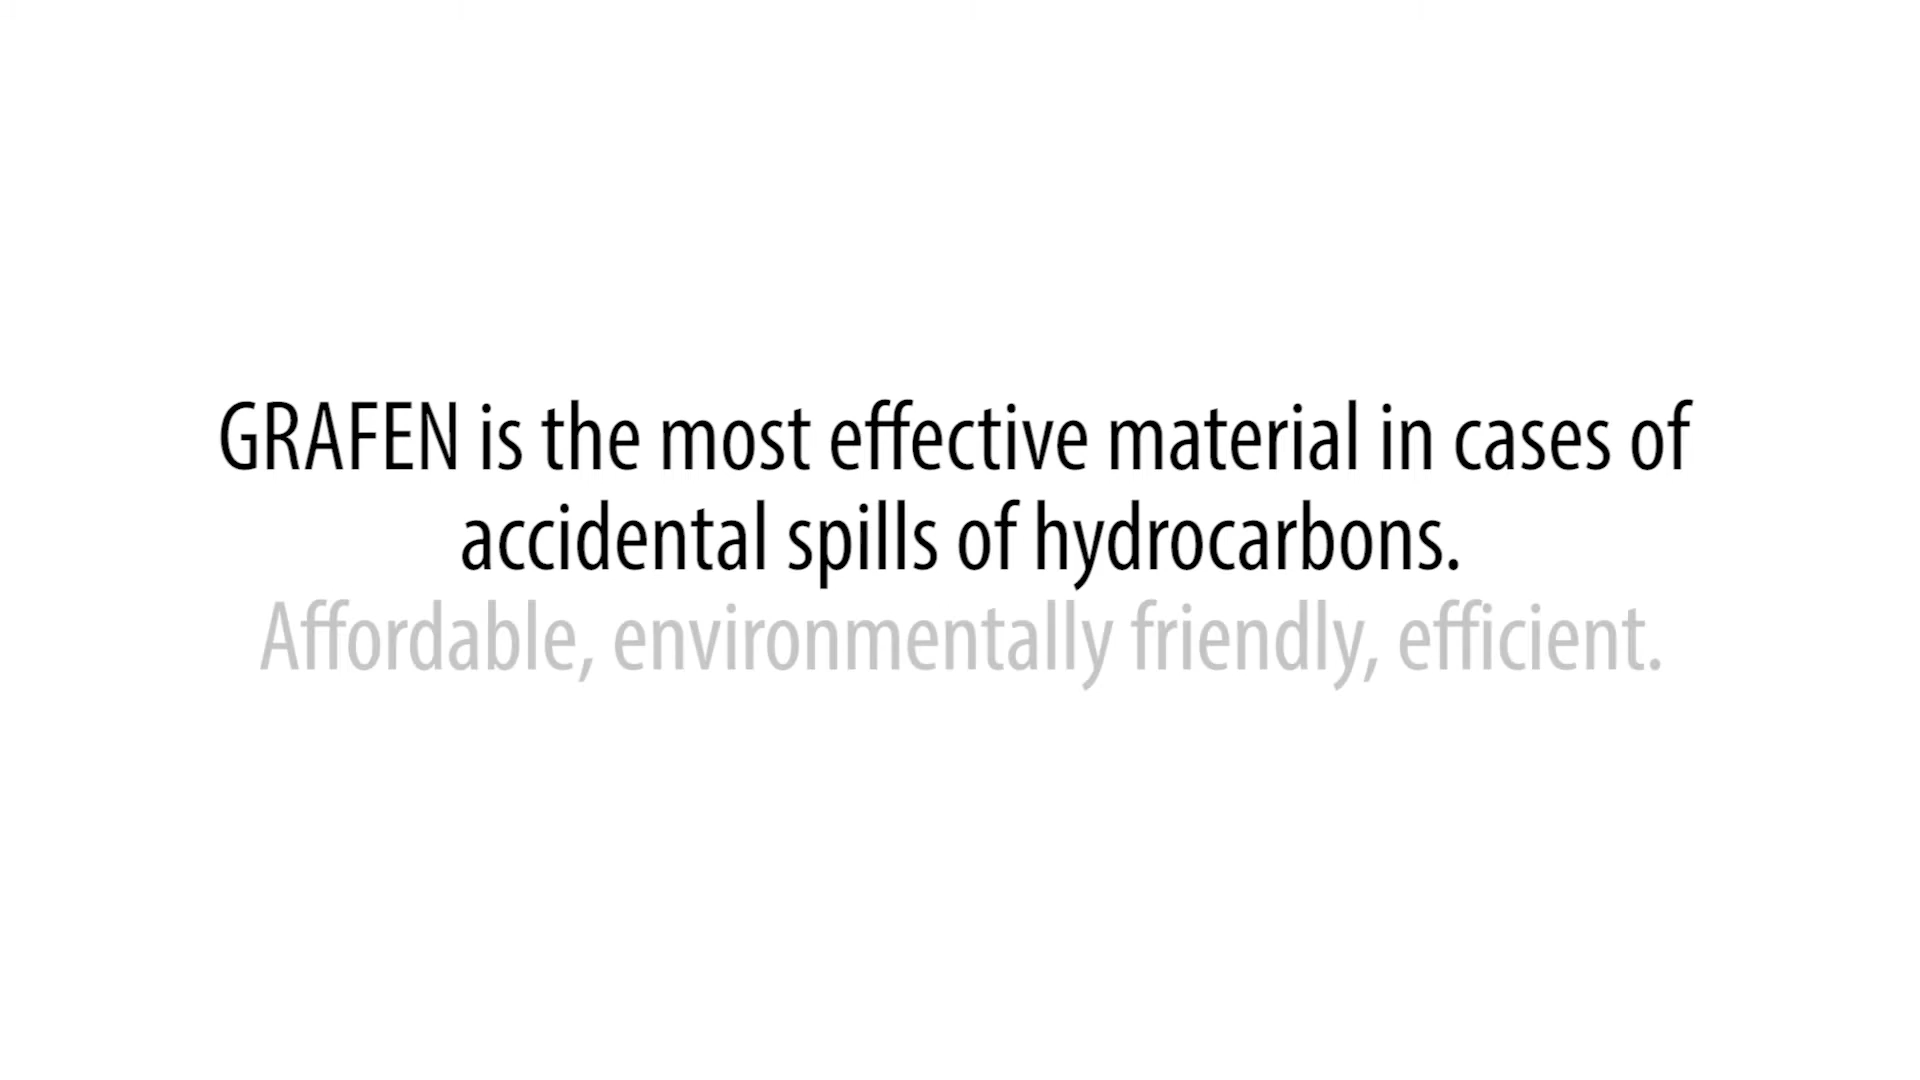 GRAFEN is the most effective material in cases of
accidental spills of hydrocarbons.
Affordable, environmentally friendly, efficient.